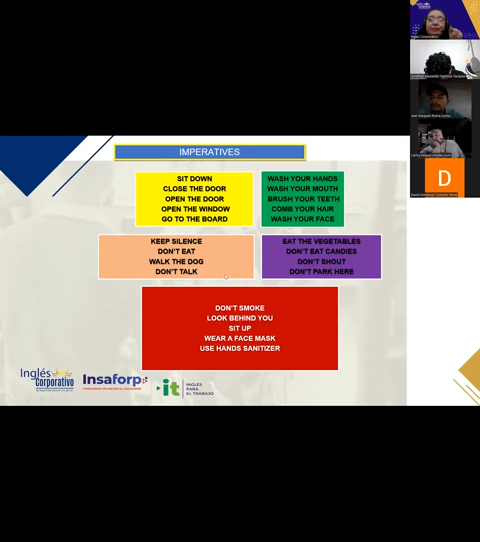 IMPERATIVES
SIT DOWN
CLOSE THE DOOR
OPEN THE DOOR
OPEN THE WINDOW
GO TO THE BOARD
WASH YOUR HANDS
WASH YOUR MOUTH
BRUSH YOUR TEETH
COMB YOUR HAIR
WASH YOUR FACE
KEEP SILENCE
DON'T EAT
WALK THE DOG
DON'T TALK
EAT THE VEGETABLES
DON'T EAT CANDIES
DON'T SHOUT
DON'T PARK HERE
DON'T SMOKE
LOOK BEHIND YOU
SIT UP
WEAR A FACE MASK
USE HANDS SANITIZER
Inglés
Corporativo
Insaforp
it
INGLÉS
PARA
EL TRABAJO
D
Inglés Corporativo